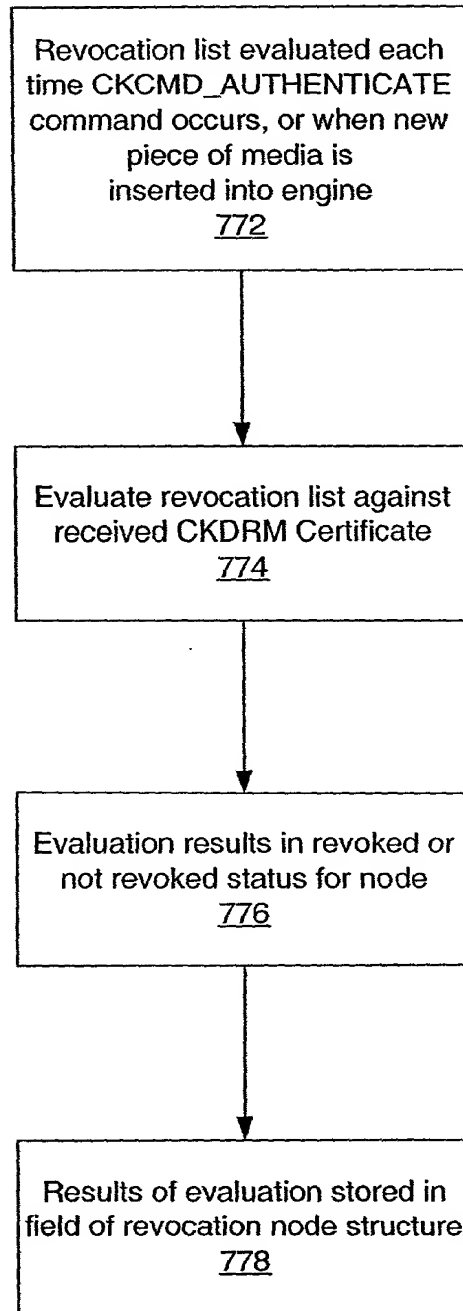 Revocation list evaluated each
time CKCMD_AUTHENTICATE
command occurs, or when new
piece of media is
inserted into engine
772
Evaluate revocation list against
received CKDRM Certificate
774
Evaluation results in revoked or
not revoked status for node
776
Results of evaluation stored in
field of revocation node structure
778